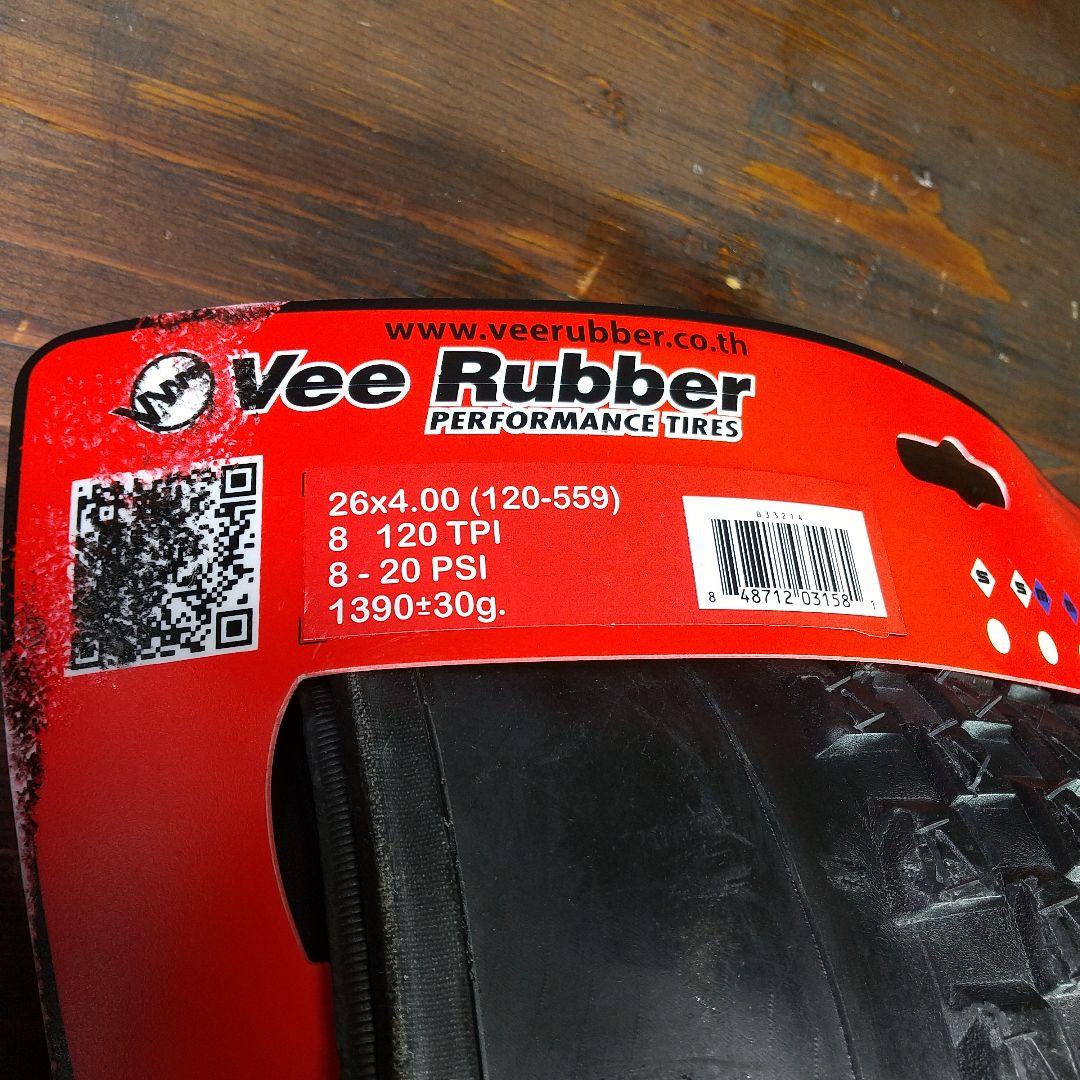 www.veerubber.co.th
Vee Rubber
PERFORMANCE TIRES
26x4.00 (120-559)
8 120 TPI
8 - 20 PSI
1390±30g.
833214
8 48712 03158 1
S S M